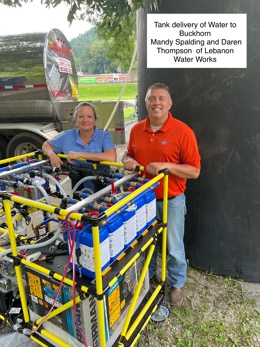 Tank delivery of Water to
Buckhorn
Mandy Spalding and Daren
Thompson of Lebanon
Water Works